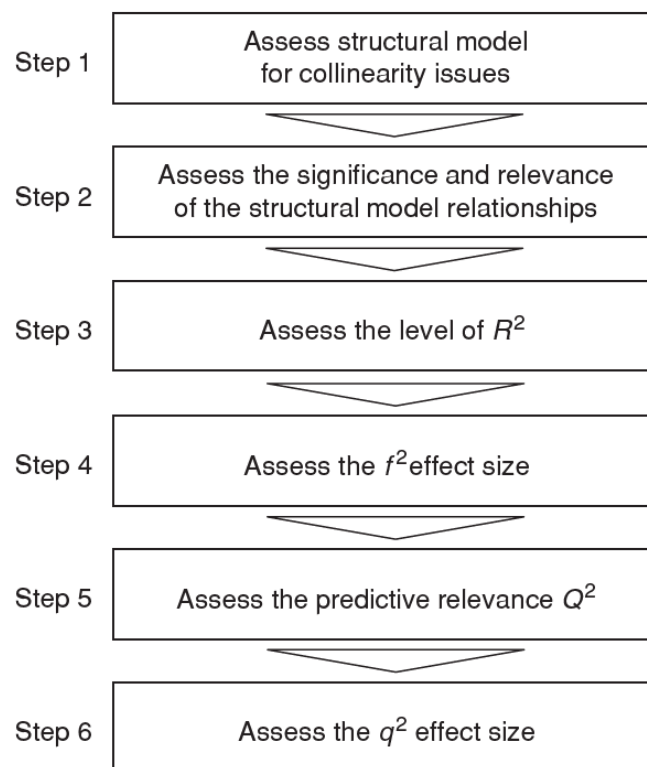 Step 1
Assess structural model
for collinearity issues
Step 2
Assess the significance and relevance
of the structural model relationships
Step 3
Assess the level of R²
Step 4
Assess the f² effect size
Step 5
Assess the predictive relevance Q²
Step 6
Assess the q² effect size